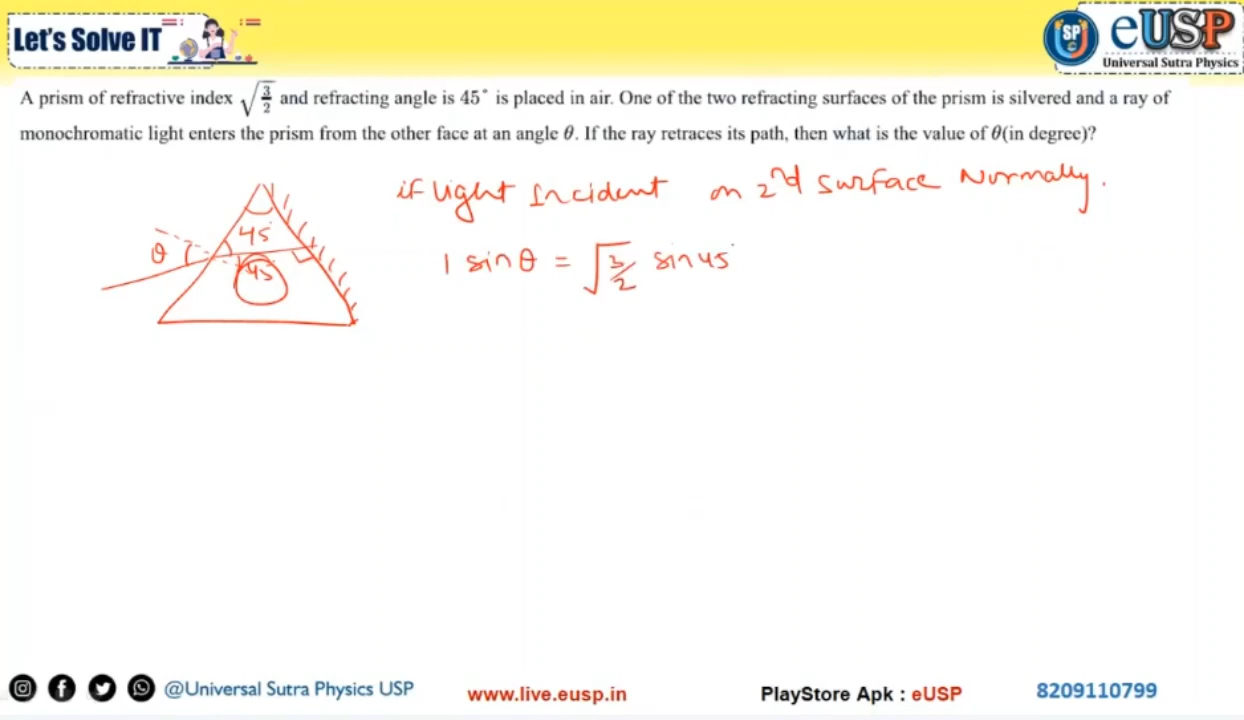 Let's Solve IT
SP
eUSP
Universal Sutra Physics
A prism of refractive index √(3/2) and refracting angle is 45° is placed in air. One of the two refracting surfaces of the prism is silvered and a ray of
monochromatic light enters the prism from the other face at an angle θ. If the ray retraces its path, then what is the value of θ(in degree)?
if light Incident on 2nd surface Normally.
45
θ
45
1 sin θ = √(3/2) sin 45°
@Universal Sutra Physics USP
www.live.eusp.in
PlayStore Apk : eUSP
8209110799